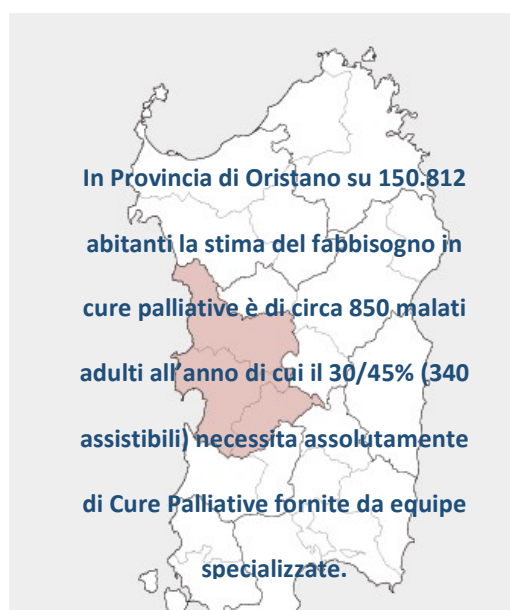 In Provincia di Oristano su 150.812
abitanti la stima del fabbisogno in
cure palliative è di circa 850 malati
adulti all'anno di cui il 30/45% (340
assistibili) necessita assolutamente
di Cure Palliative fornite da equipe
specializzate.